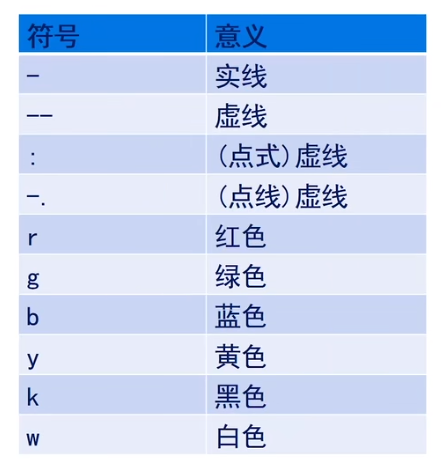 符号 意义
- 实线
-- 虚线
: (点式)虚线
-. (点线)虚线
r 红色
g 绿色
b 蓝色
y 黄色
k 黑色
w 白色